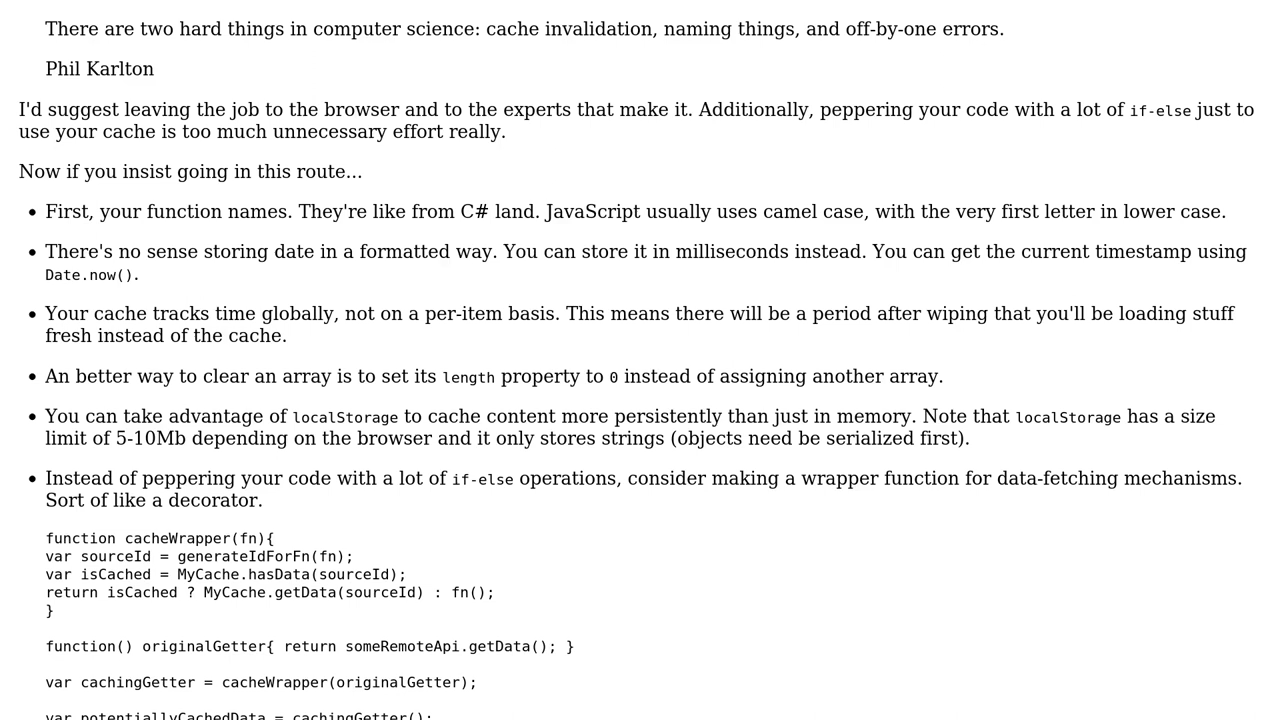 There are two hard things in computer science: cache invalidation, naming things, and off-by-one errors.
Phil Karlton
I'd suggest leaving the job to the browser and to the experts that make it. Additionally, peppering your code with a lot of if-else just to
use your cache is too much unnecessary effort really.
Now if you insist going in this route...
• First, your function names. They're like from C# land. JavaScript usually uses camel case, with the very first letter in lower case.
• There's no sense storing date in a formatted way. You can store it in milliseconds instead. You can get the current timestamp using
Date.now().
• Your cache tracks time globally, not on a per-item basis. This means there will be a period after wiping that you'll be loading stuff
fresh instead of the cache.
• An better way to clear an array is to set its length property to 0 instead of assigning another array.
• You can take advantage of localStorage to cache content more persistently than just in memory. Note that localStorage has a size
limit of 5-10Mb depending on the browser and it only stores strings (objects need be serialized first).
• Instead of peppering your code with a lot of if-else operations, consider making a wrapper function for data-fetching mechanisms.
Sort of like a decorator.
function cacheWrapper(fn){
var sourceId = generateIdForFn(fn);
var isCached = MyCache.hasData(sourceId);
return isCached ? MyCache.getData(sourceId) : fn();
}
function() originalGetter{ return someRemoteApi.getData(); }
var cachingGetter = cacheWrapper(originalGetter);
var potentiallyCachedData = cachingGetter();